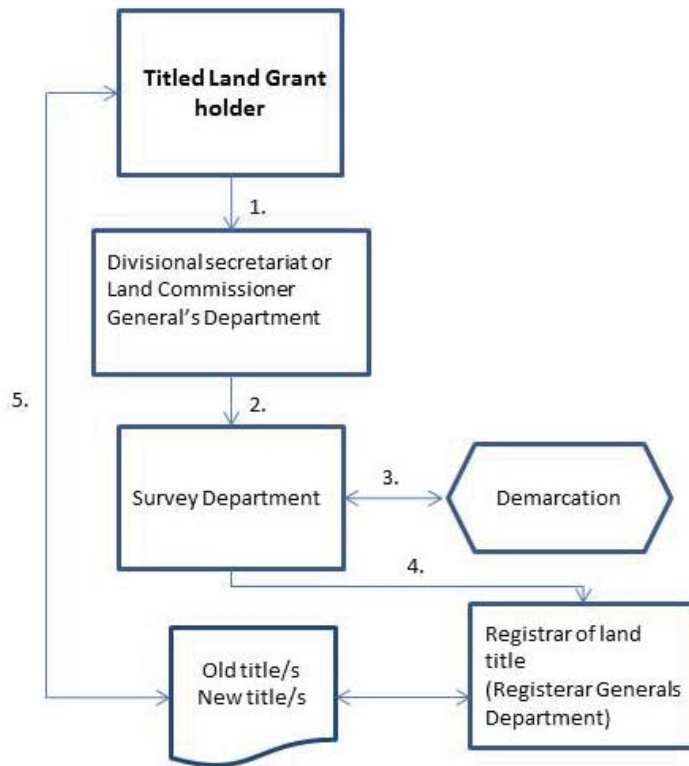 Titled Land Grant
holder
1.
Divisional secretariat or
Land Commissioner
General's Department
5.
2.
Survey Department
3.
Demarcation
4.
Old title/s
New title/s
Registrar of land
title
(Registerar Generals
Department)